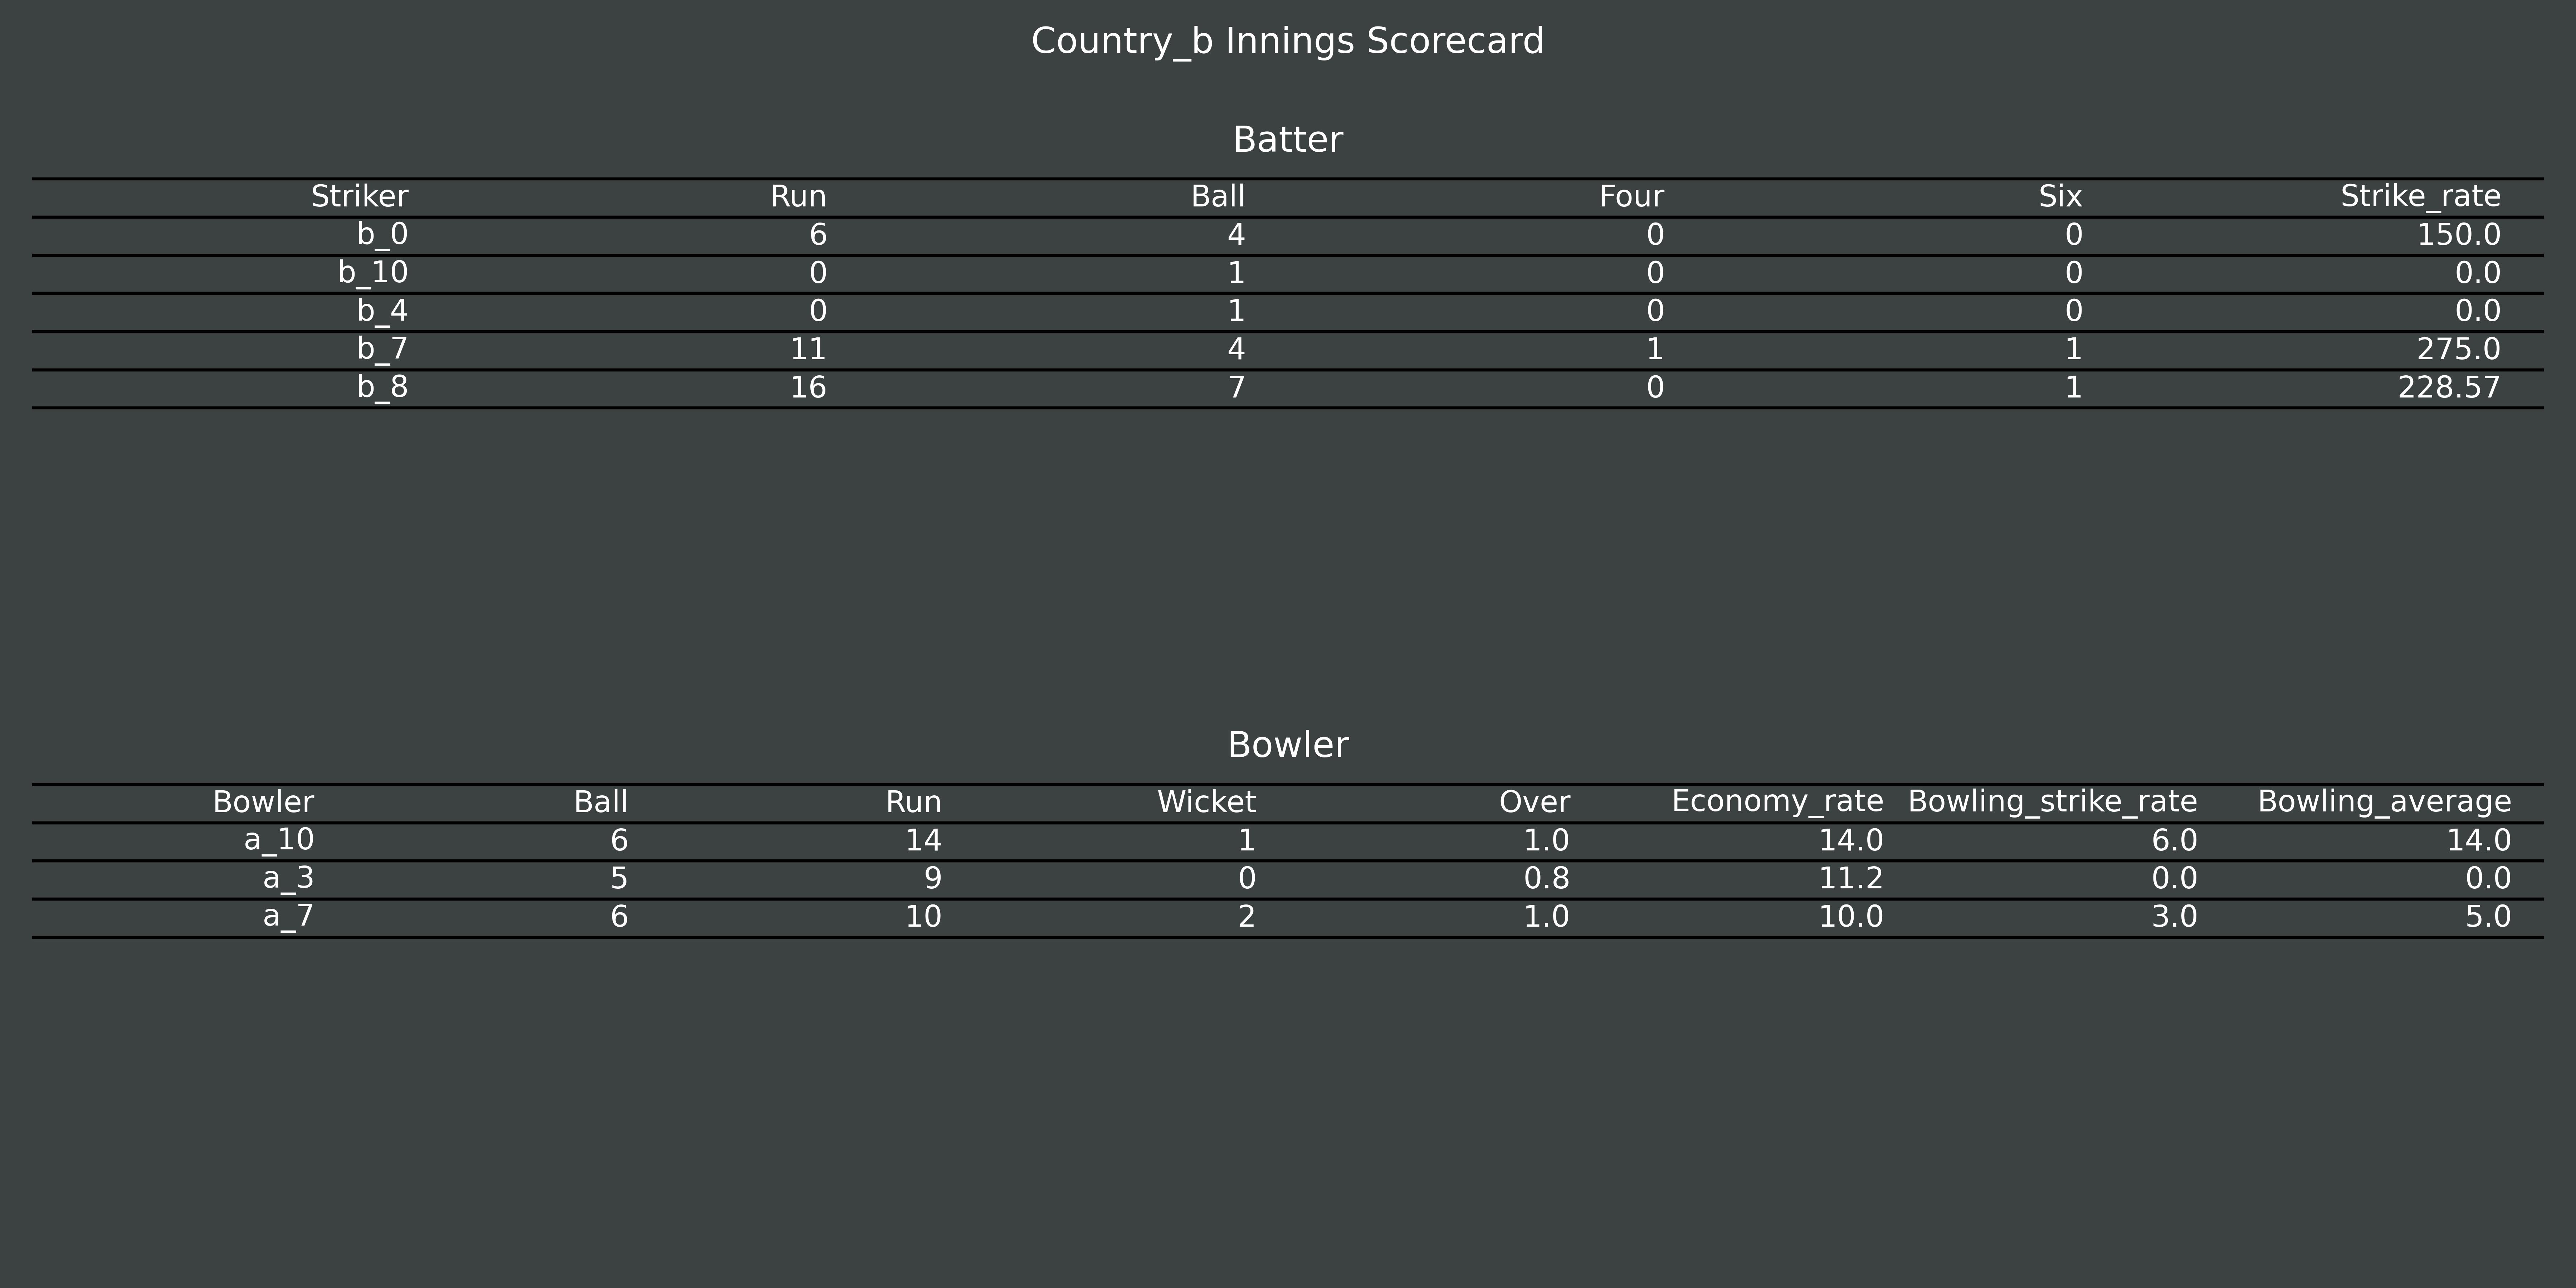 Country_b Innings Scorecard
Batter
Striker Run Ball Four Six Strike_rate
b_0 6 4 0 0 150.0
b_10 0 1 0 0 0.0
b_4 0 1 0 0 0.0
b_7 11 4 1 1 275.0
b_8 16 7 0 1 228.57
Bowler
Bowler Ball Run Wicket Over Economy_rate Bowling_strike_rate Bowling_average
a_10 6 14 1 1.0 14.0 6.0 14.0
a_3 5 9 0 0.8 11.2 0.0 0.0
a_7 6 10 2 1.0 10.0 3.0 5.0